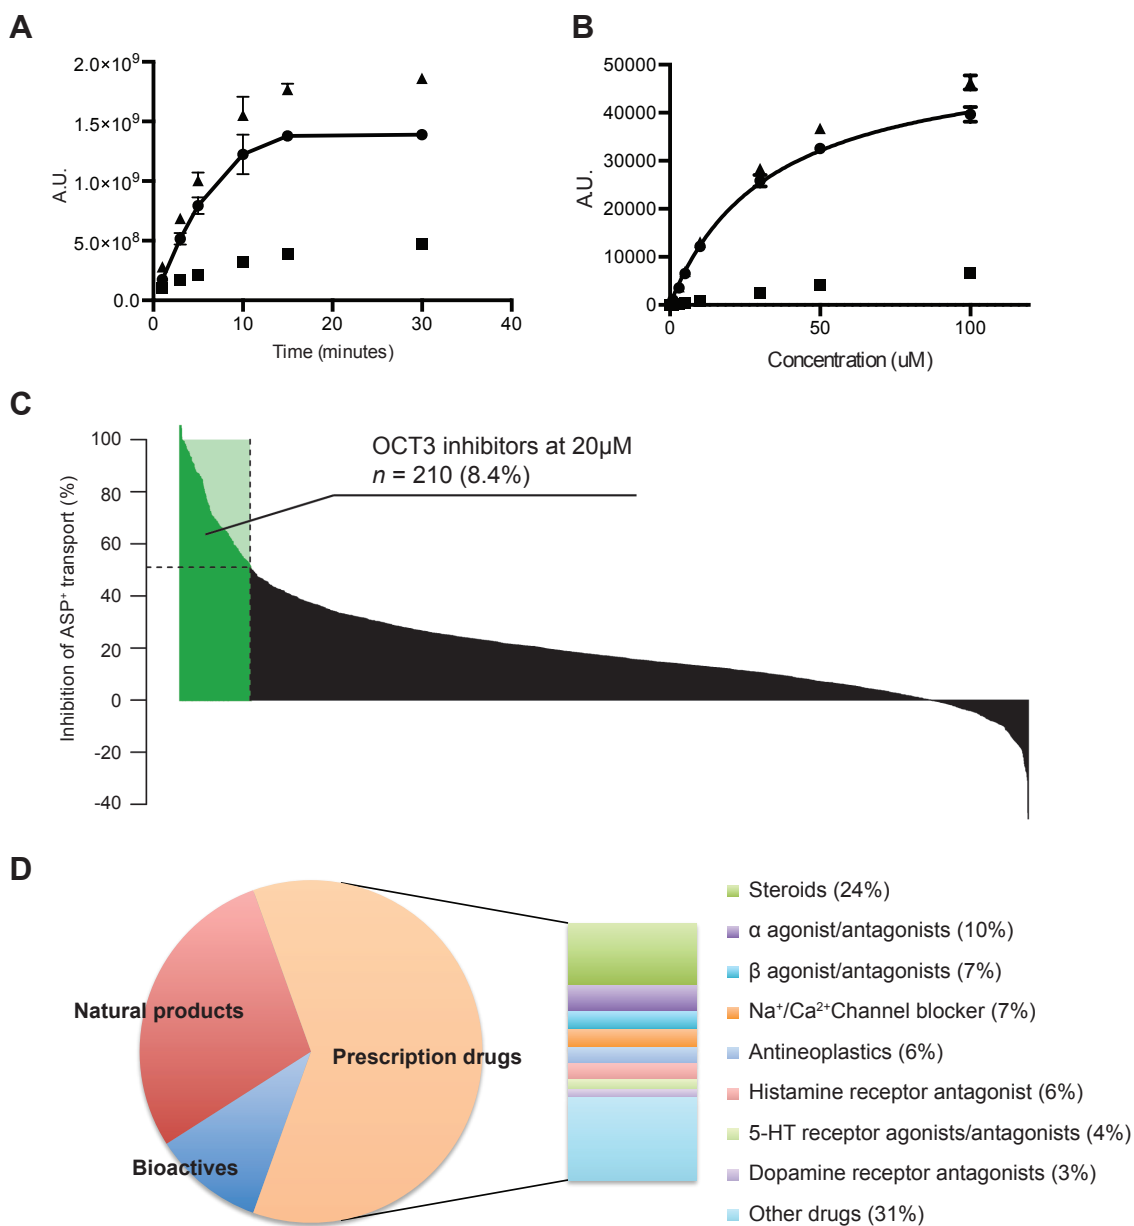 A
2.0×10⁹
1.5×10⁹
1.0×10⁹
5.0×10⁸
0.0
A.U.
0 10 20 30 40
Time (minutes)
B
50000
40000
30000
20000
10000
0
A.U.
0 50 100
Concentration (uM)
C
100
80
60
40
20
0
-20
-40
Inhibition of ASP⁺ transport (%)
OCT3 inhibitors at 20μM
n = 210 (8.4%)
D
Natural products
Prescription drugs
Bioactives
Steroids (24%)
α agonist/antagonists (10%)
β agonist/antagonists (7%)
Na⁺/Ca²⁺Channel blocker (7%)
Antineoplastics (6%)
Histamine receptor antagonist (6%)
5-HT receptor agonists/antagonists (4%)
Dopamine receptor antagonists (3%)
Other drugs (31%)